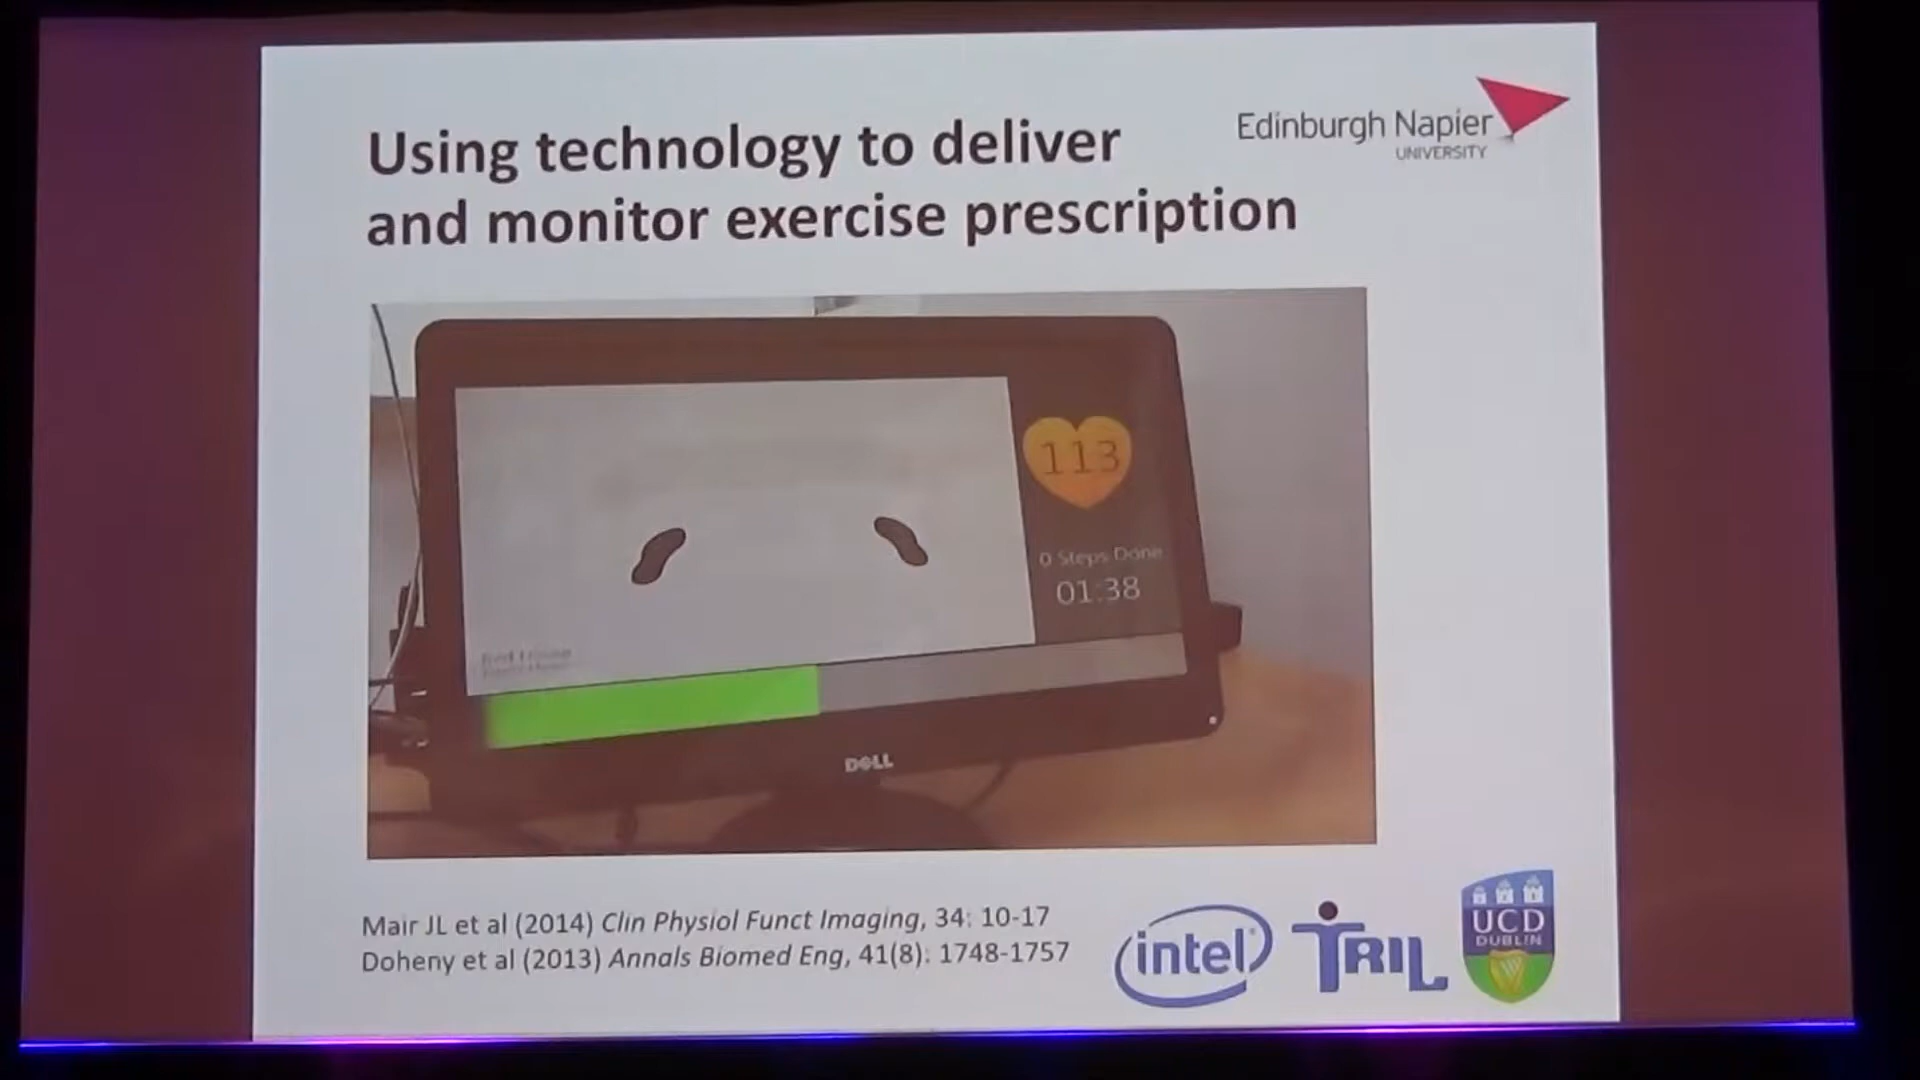 Using technology to deliver
and monitor exercise prescription
Edinburgh Napier
UNIVERSITY
113
0 Steps Done
01:38
DELL
Mair JL et al (2014) Clin Physiol Funct Imaging, 34: 10-17
Doheny et al (2013) Annals Biomed Eng, 41(8): 1748-1757
intel
TRIL
UCD
DUBLIN